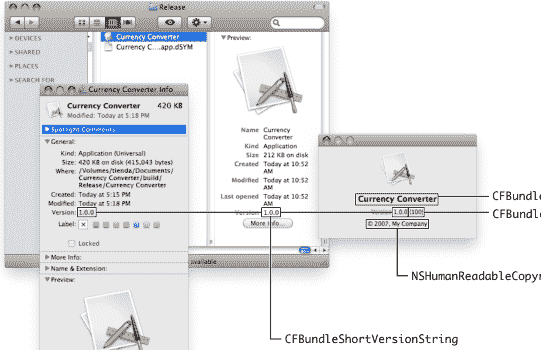 Release
DEVICES
SHARED
PLACES
SEARCH FOR
Currency Converter
Currency C....app.dSYM
Preview:
Name Currency Converter
Kind Application
Size 212 KB on disk
Created Today at 10:52 AM
Modified Today at 10:52 AM
Last opened Today at 10:52 AM
Version 1.0.0
More Info...
available
Currency Converter Info
Currency Converter 420 KB
Modified: Today at 5:18 PM
Spotlight Comments:
General:
Kind: Application (Universal)
Size: 420 KB on disk (415,043 bytes)
Where: /Volumes/tienda/Documents/
Currency Converter/build/
Release/Currency Converter
Created: Today at 5:15 PM
Modified: Today at 5:18 PM
Version: 1.0.0
Label:
Locked
More Info:
Name & Extension:
Preview:
Currency Converter
Version 1.0.0 (100)
© 2007, My Company
CFBundle
CFBundl
NSHumanReadableCopyr
CFBundleShortVersionString